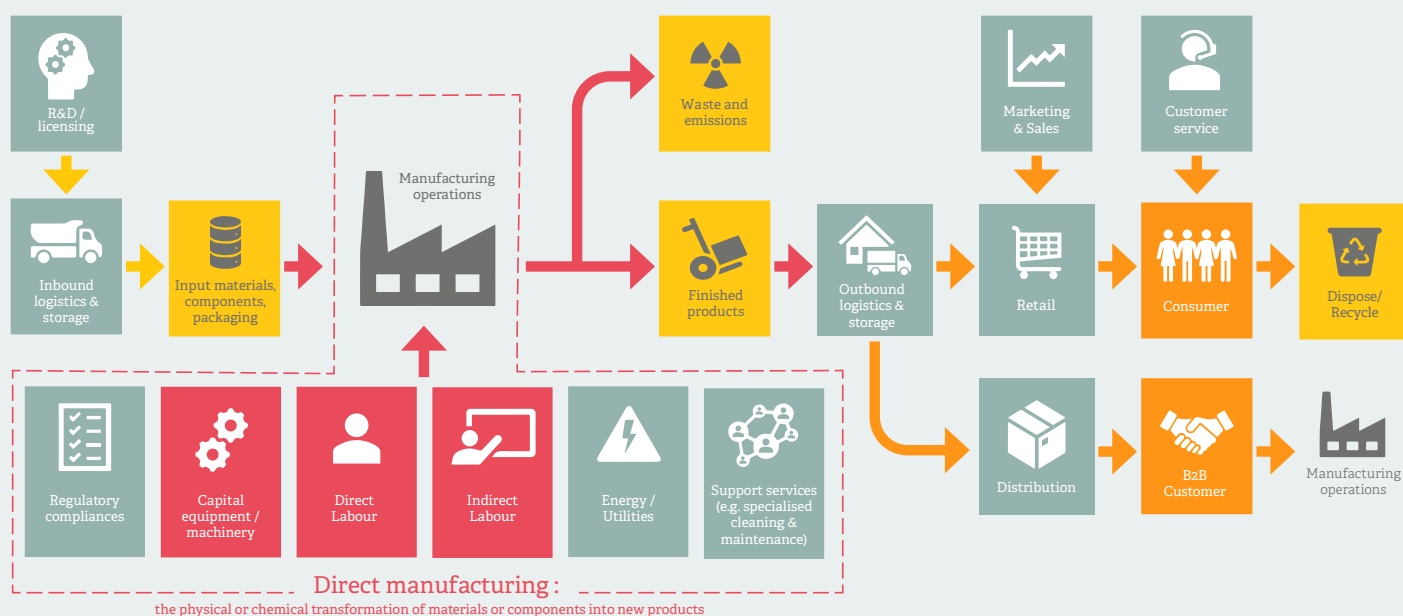 R&D /
licensing
Waste and
emissions
Marketing
& Sales
Customer
service
Manufacturing
operations
Inbound
logistics &
storage
Input materials,
components,
packaging
Finished
products
Outbound
logistics &
storage
Retail
Consumer
Dispose/
Recycle
Regulatory
compliances
Capital
equipment /
machinery
Direct
Labour
Indirect
Labour
Energy /
Utilities
Support services
(e.g. specialised
cleaning &
maintenance)
Distribution
B2B
Customer
Manufacturing
operations
Direct manufacturing :
the physical or chemical transformation of materials or components into new products